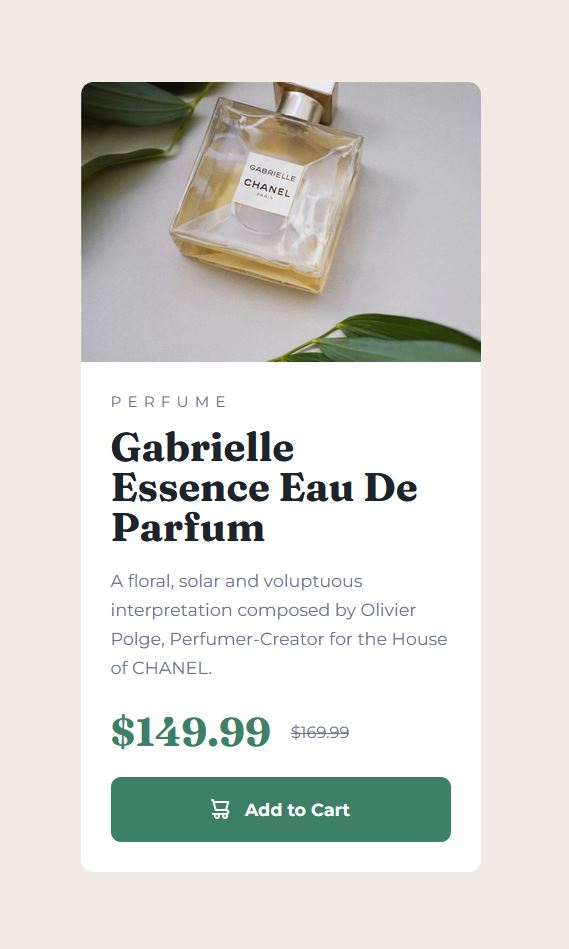 GABRIELLE
CHANEL
PARIS
PERFUME
Gabrielle
Essence Eau De
Parfum
A floral, solar and voluptuous
interpretation composed by Olivier
Polge, Perfumer-Creator for the House
of CHANEL.
$149.99 $169.99
Add to Cart